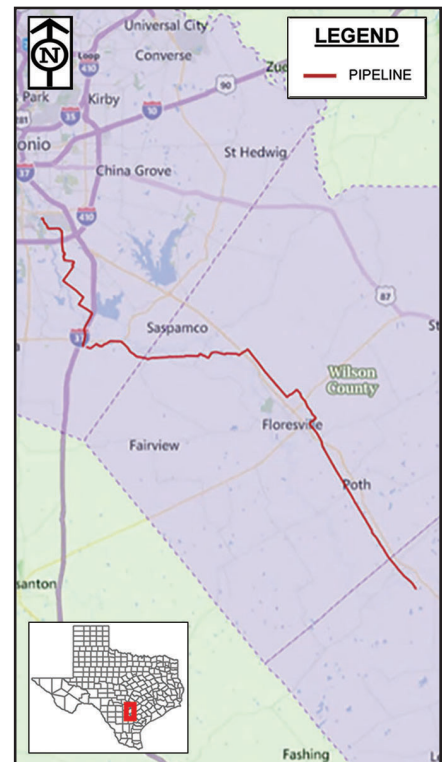 N
LEGEND
PIPELINE
Universal City
Loop
410
Converse
Zu
90
s Park
Kirby
35
10
281
onio
St Hedwig
37
China Grove
410
87
Saspamco
St
37
Wilson
County
Floresville
Fairview
Poth
santon
Fashing